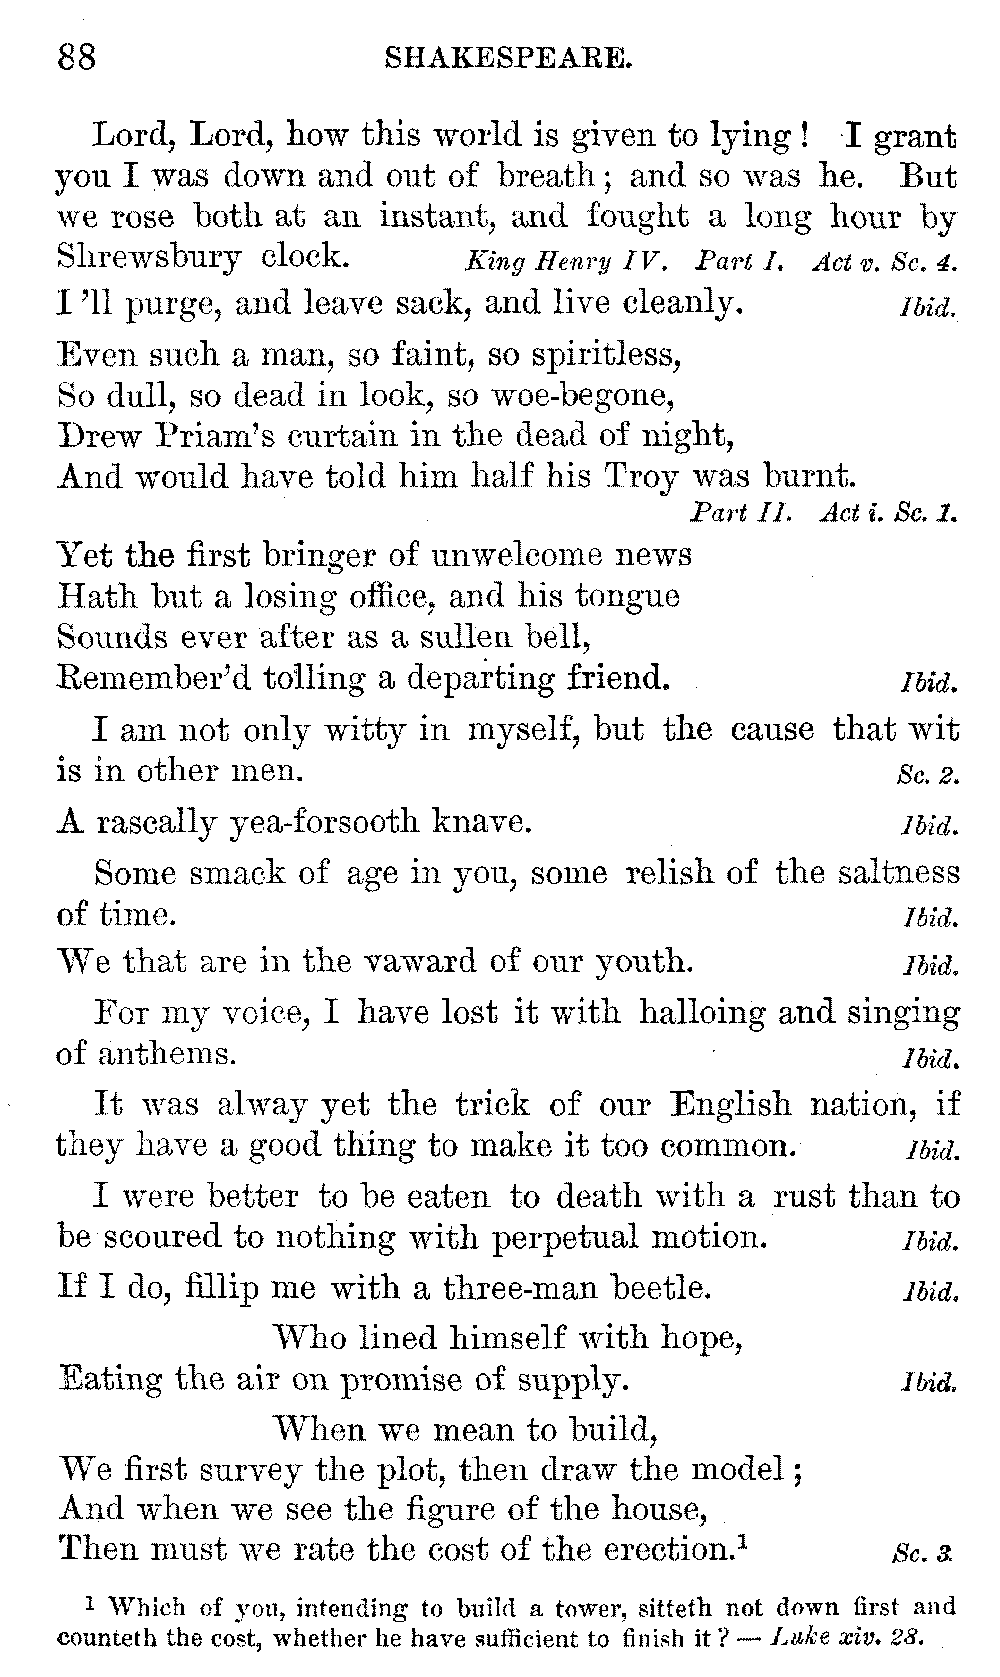 88 SHAKESPEARE.
Lord, Lord, how this world is given to lying! I grant
you I was down and out of breath; and so was he. But
we rose both at an instant, and fought a long hour by
Shrewsbury clock. King Henry IV. Part I. Act v. Sc. 4.
I'll purge, and leave sack, and live cleanly. Ibid.
Even such a man, so faint, so spiritless,
So dull, so dead in look, so woe-begone,
Drew Priam's curtain in the dead of night,
And would have told him half his Troy was burnt.
Part II. Act i. Sc. 1.
Yet the first bringer of unwelcome news
Hath but a losing office, and his tongue
Sounds ever after as a sullen bell,
Remember'd tolling a departing friend. Ibid.
I am not only witty in myself, but the cause that wit
is in other men. Sc. 2.
A rascally yea-forsooth knave. Ibid.
Some smack of age in you, some relish of the saltness
of time. Ibid.
We that are in the vaward of our youth. Ibid.
For my voice, I have lost it with halloing and singing
of anthems. Ibid.
It was alway yet the trick of our English nation, if
they have a good thing to make it too common. Ibid.
I were better to be eaten to death with a rust than to
be scoured to nothing with perpetual motion. Ibid.
If I do, fillip me with a three-man beetle. Ibid.
Who lined himself with hope,
Eating the air on promise of supply. Ibid.
When we mean to build,
We first survey the plot, then draw the model;
And when we see the figure of the house,
Then must we rate the cost of the erection.¹ Sc. 3.
¹ Which of you, intending to build a tower, sitteth not down first and
counteth the cost, whether he have sufficient to finish it? — Luke xiv. 28.